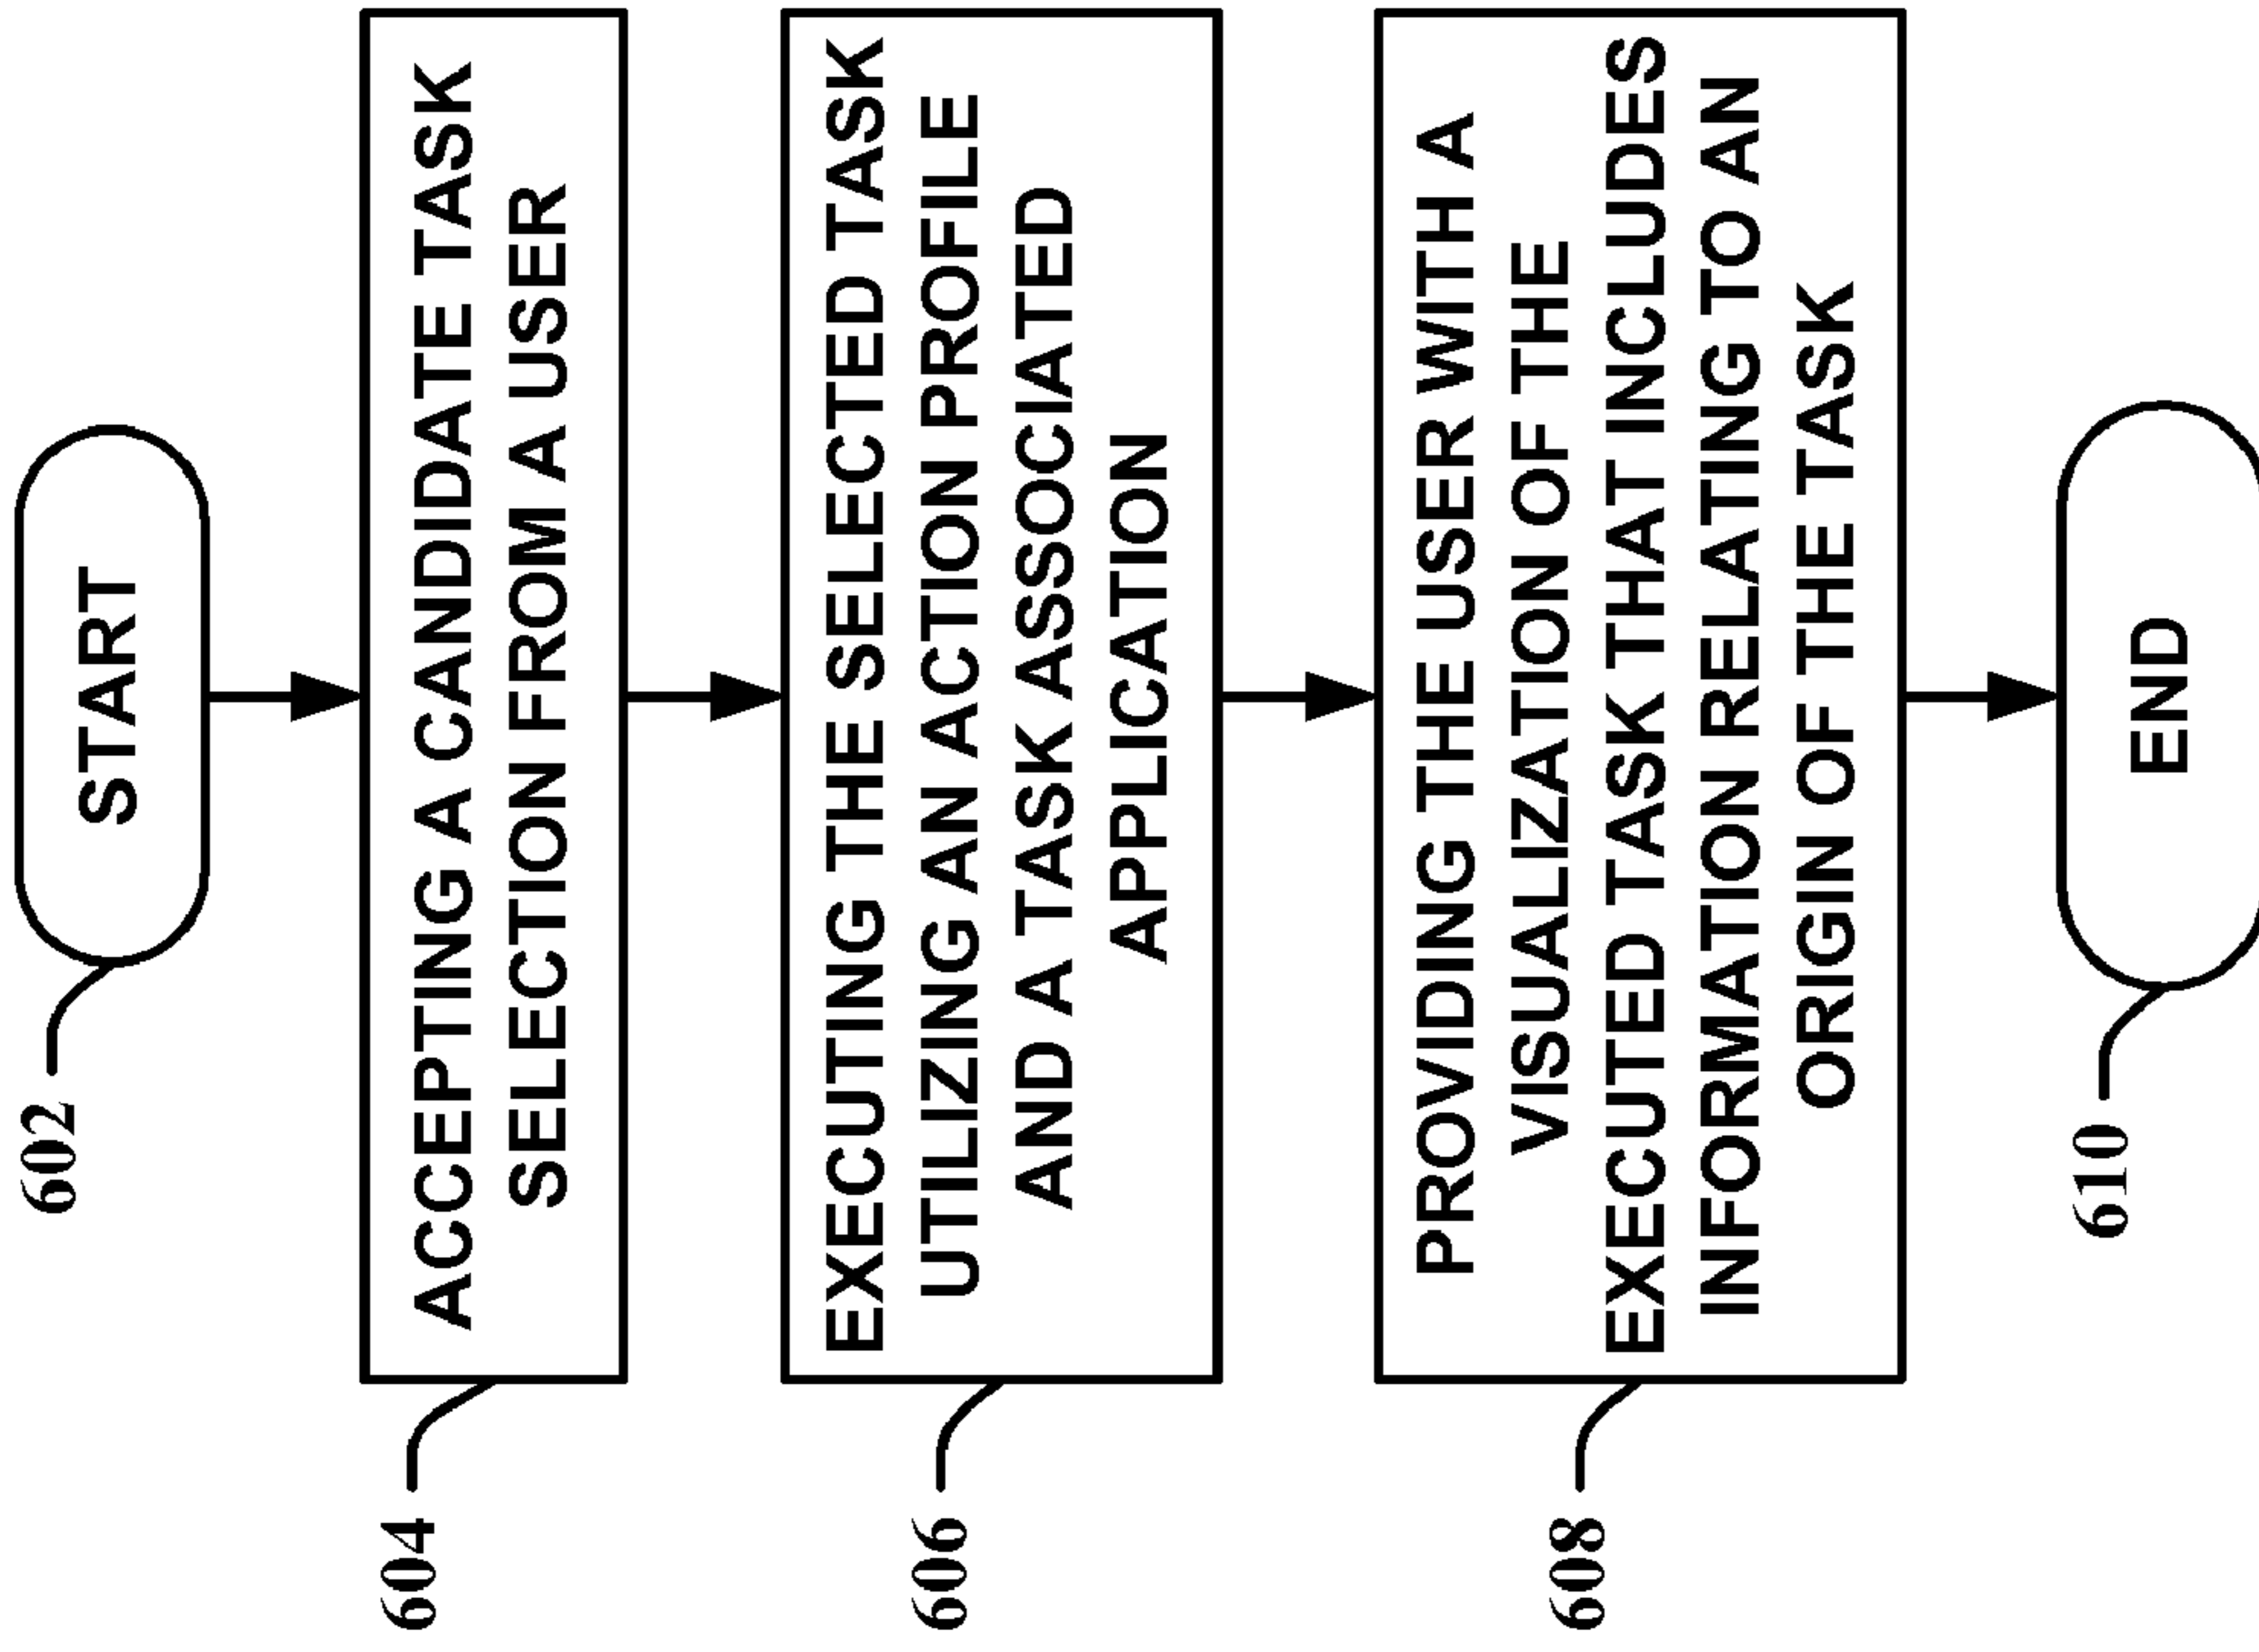 START
602
ACCEPTING A CANDIDATE TASK
SELECTION FROM A USER
604
EXECUTING THE SELECTED TASK
UTILIZING AN ACTION PROFILE
AND A TASK ASSOCIATED
APPLICATION
606
PROVIDING THE USER WITH A
VISUALIZATION OF THE
EXECUTED TASK THAT INCLUDES
INFORMATION RELATING TO AN
ORIGIN OF THE TASK
608
END
610